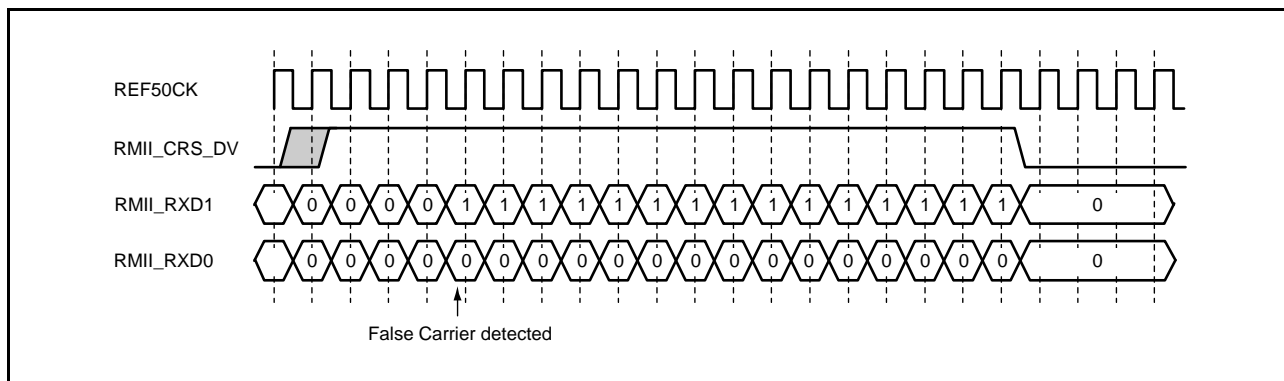 REF50CK
RMII_CRS_DV
RMII_RXD1 0 0 0 0 1 1 1 1 1 1 1 1 1 1 1 1 1 1 1 0
RMII_RXD0 0 0 0 0 0 0 0 0 0 0 0 0 0 0 0 0 0 0 0 0
False Carrier detected